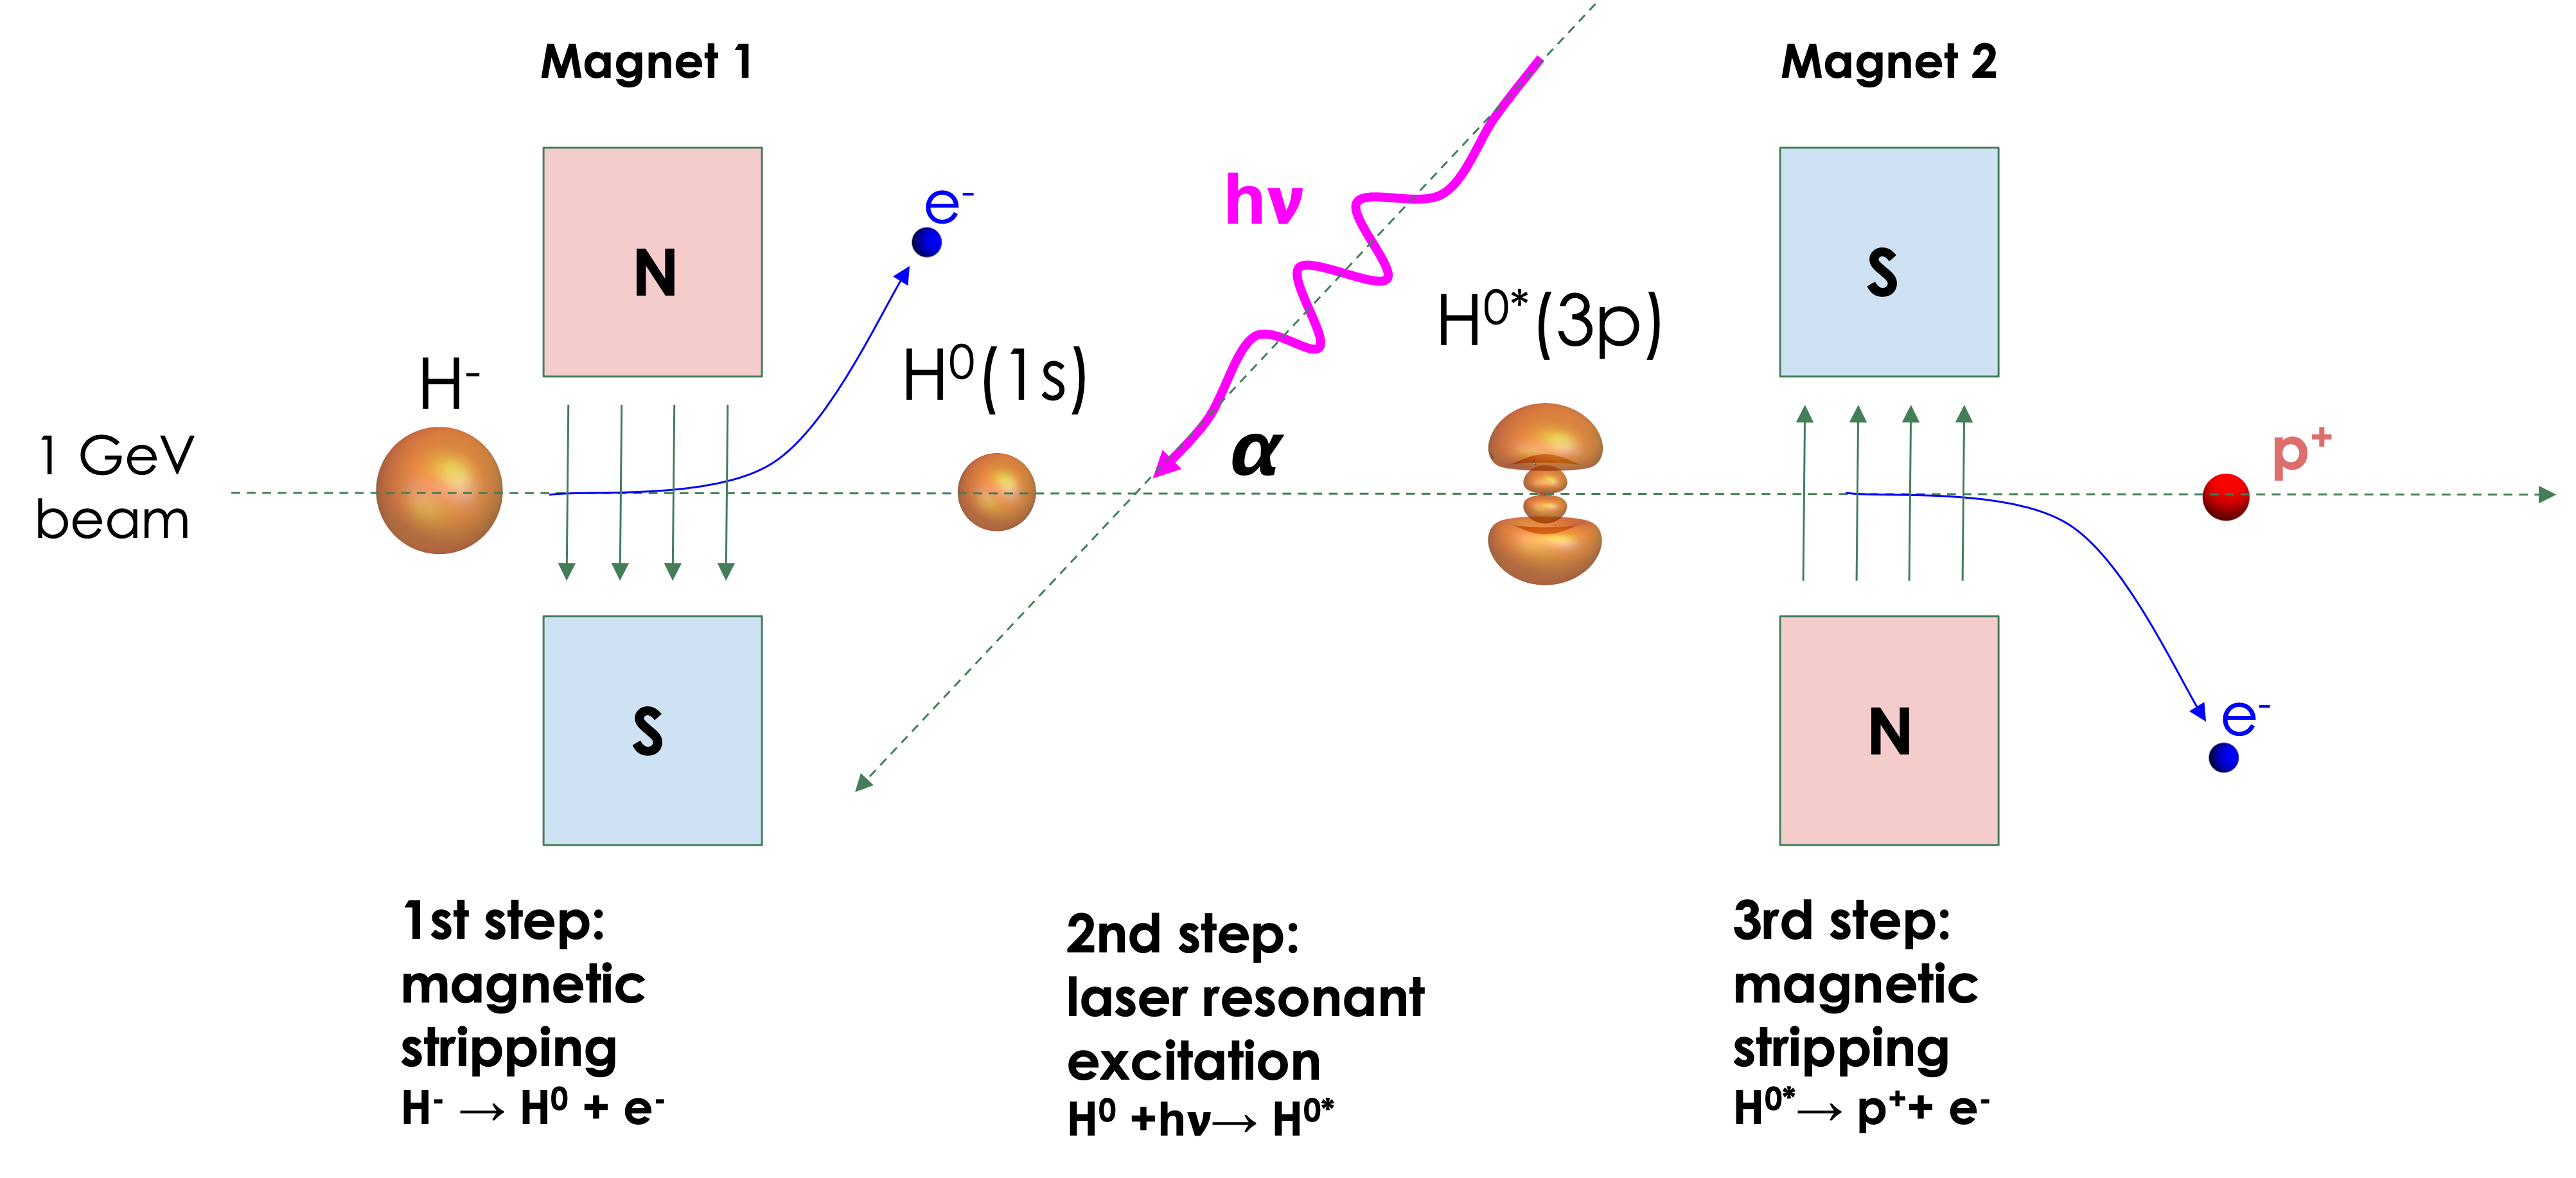 Magnet 1
Magnet 2
N
S
e⁻
hν
H⁰*(3p)
H⁻
H⁰(1s)
1 GeV
beam
α
p⁺
S
N
e⁻
1st step:
magnetic
stripping
H⁻ → H⁰ + e⁻
2nd step:
laser resonant
excitation
H⁰ +hν→ H⁰*
3rd step:
magnetic
stripping
H⁰*→ p⁺+ e⁻